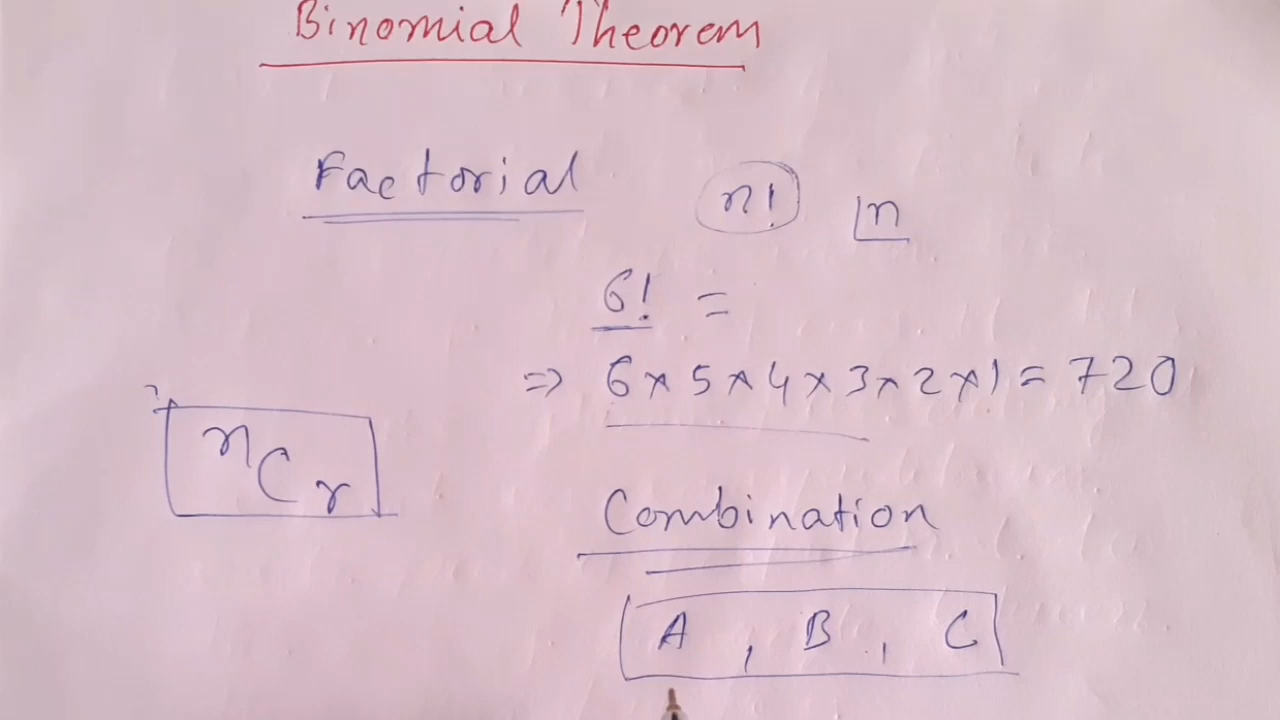 Binomial Theorem
Factorial n! |n
6! =
⇒ 6×5×4×3×2×1=720
nCr
Combination
A , B , C